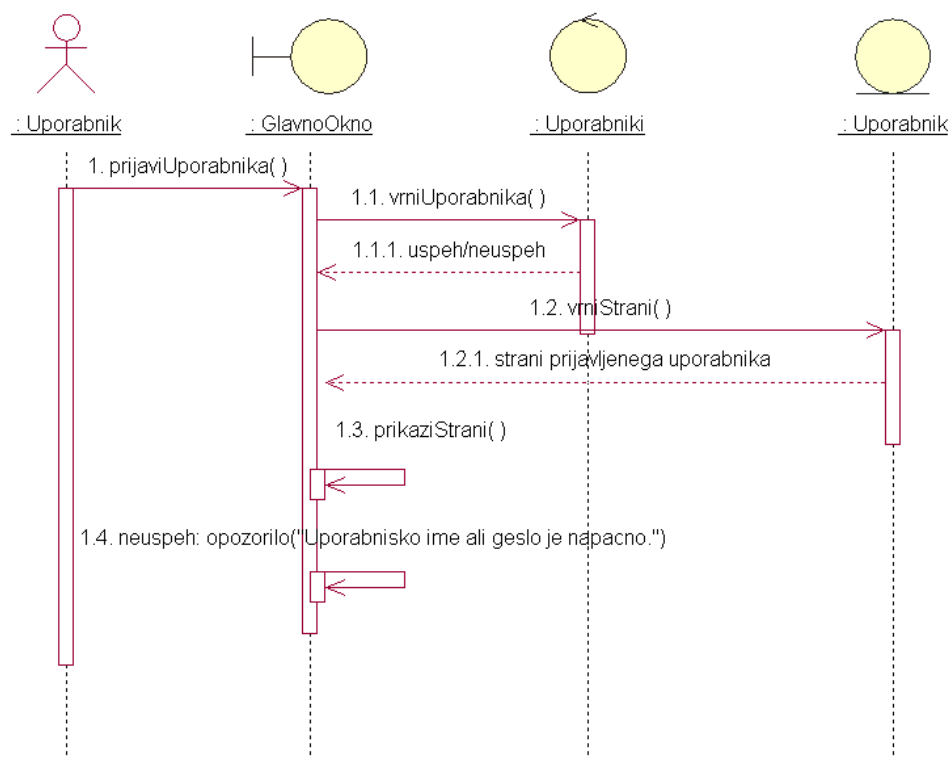 : Uporabnik
: GlavnoOkno
: Uporabniki
: Uporabnik
1. prijaviUporabnika( )
1.1. vrniUporabnika( )
1.1.1. uspeh/neuspeh
1.2. vrniStrani( )
1.2.1. strani prijavljenega uporabnika
1.3. prikaziStrani( )
1.4. neuspeh: opozorilo("Uporabnisko ime ali geslo je napacno.")